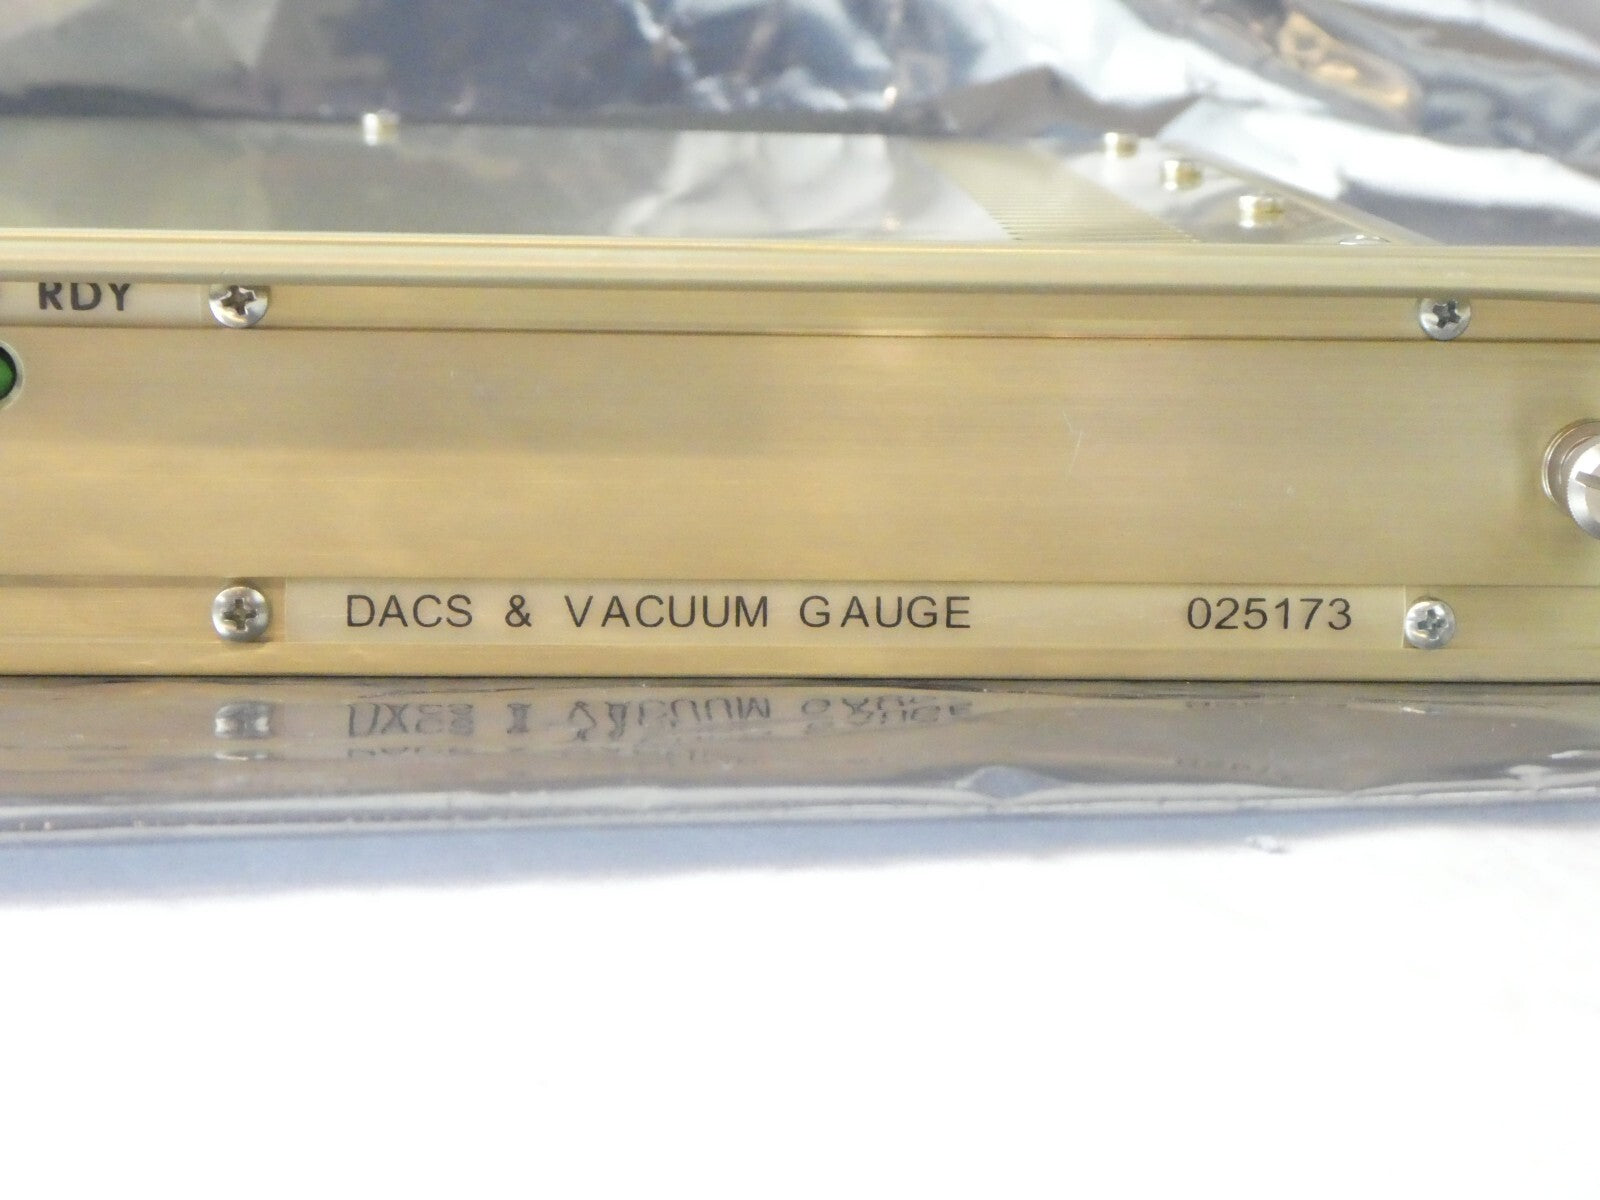 RDY
DACS & VACUUM GAUGE 025173